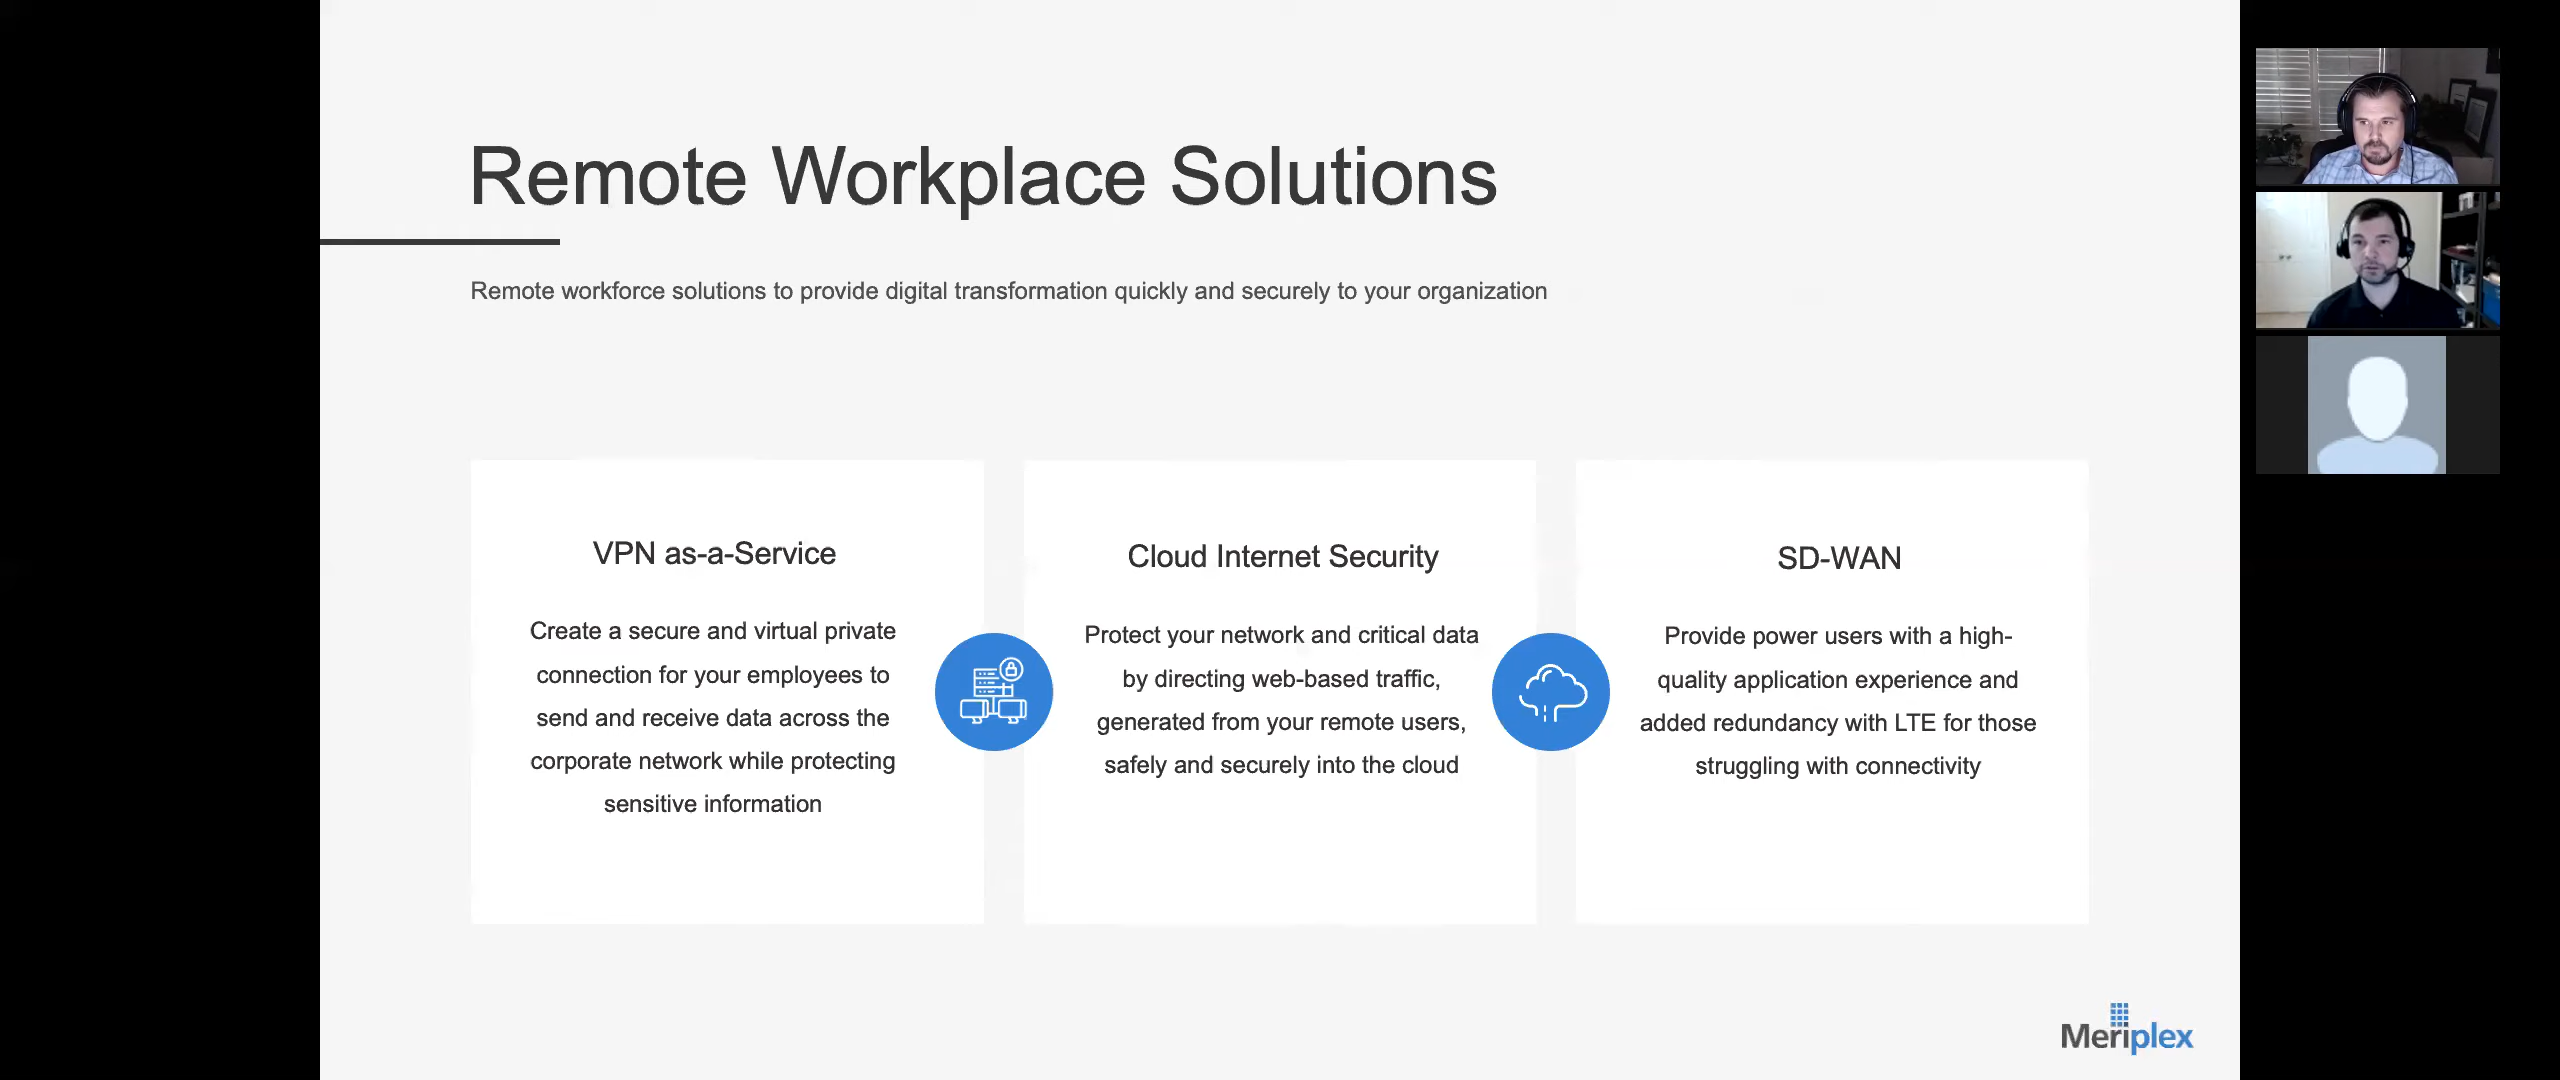 Remote Workplace Solutions
Remote workforce solutions to provide digital transformation quickly and securely to your organization
VPN as-a-Service
Create a secure and virtual private
connection for your employees to
send and receive data across the
corporate network while protecting
sensitive information
Cloud Internet Security
Protect your network and critical data
by directing web-based traffic,
generated from your remote users,
safely and securely into the cloud
SD-WAN
Provide power users with a high-
quality application experience and
added redundancy with LTE for those
struggling with connectivity
Meriplex